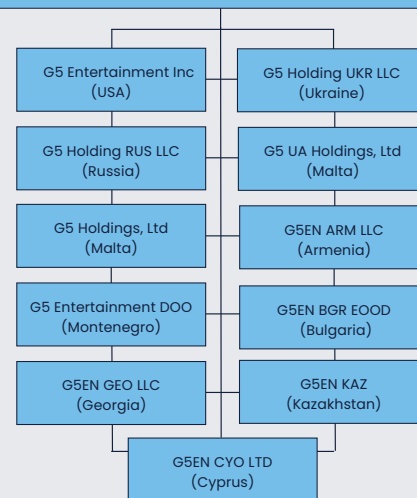 G5 Entertainment Inc
(USA)
G5 Holding UKR LLC
(Ukraine)
G5 Holding RUS LLC
(Russia)
G5 UA Holdings, Ltd
(Malta)
G5 Holdings, Ltd
(Malta)
G5EN ARM LLC
(Armenia)
G5 Entertainment DOO
(Montenegro)
G5EN BGR EOOD
(Bulgaria)
G5EN GEO LLC
(Georgia)
G5EN KAZ
(Kazakhstan)
G5EN CYO LTD
(Cyprus)